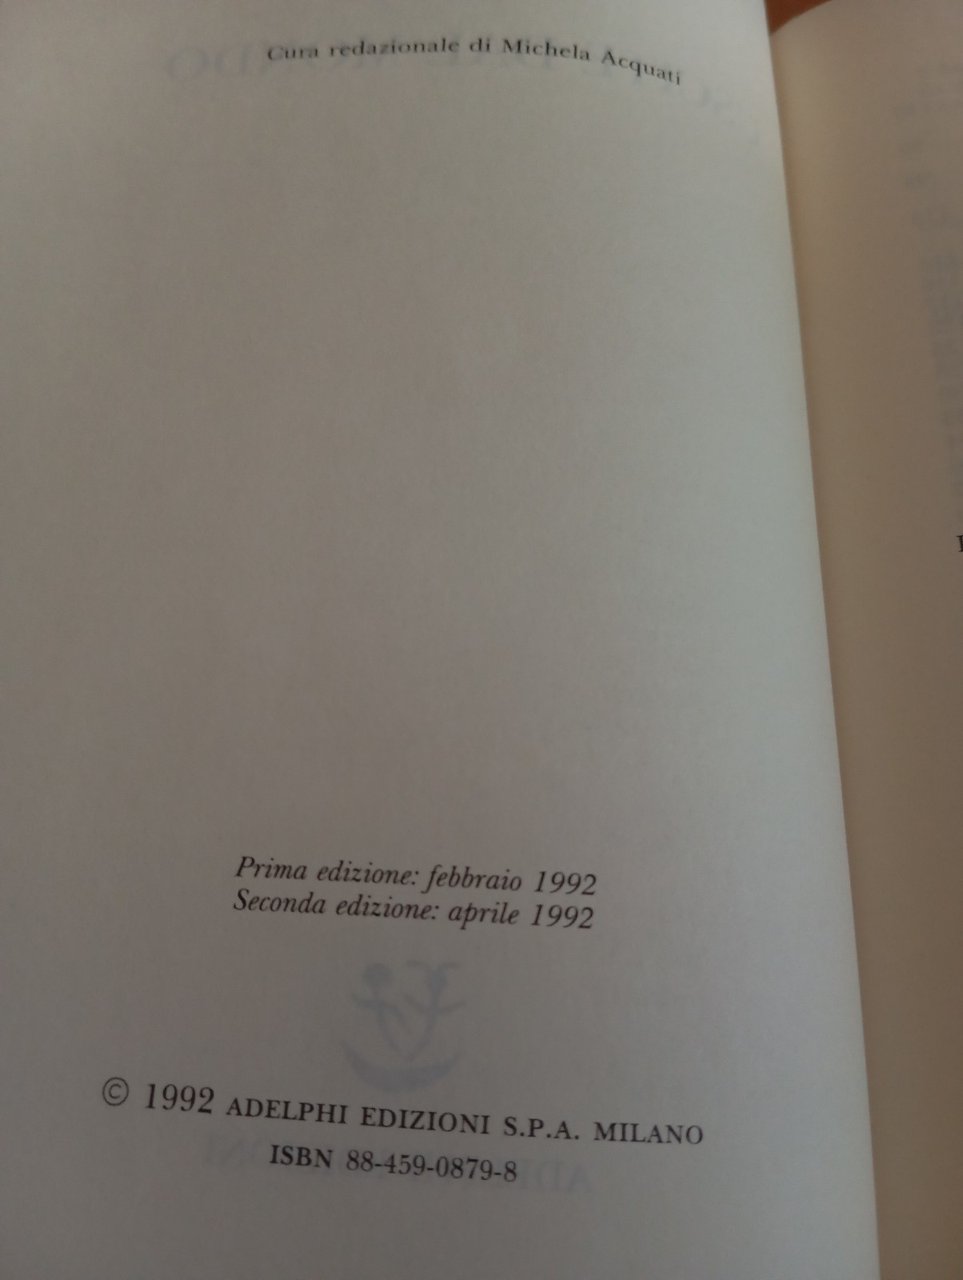 Cura redazionale di Michela Acquati
Prima edizione: febbraio 1992
Seconda edizione: aprile 1992
© 1992 ADELPHI EDIZIONI S.P.A. MILANO
ISBN 88-459-0879-8